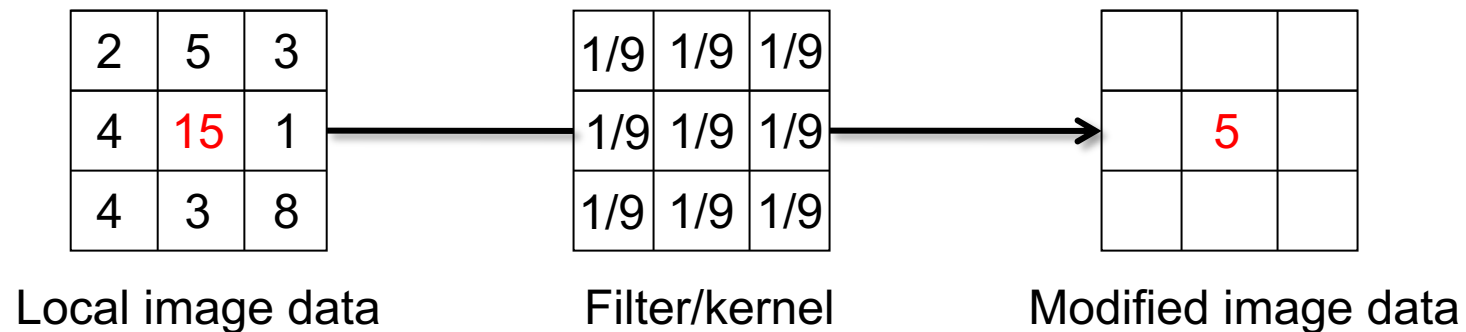 2 5 3 1/9 1/9 1/9
4 15 1 1/9 1/9 1/9 5
4 3 8 1/9 1/9 1/9
Local image data Filter/kernel Modified image data